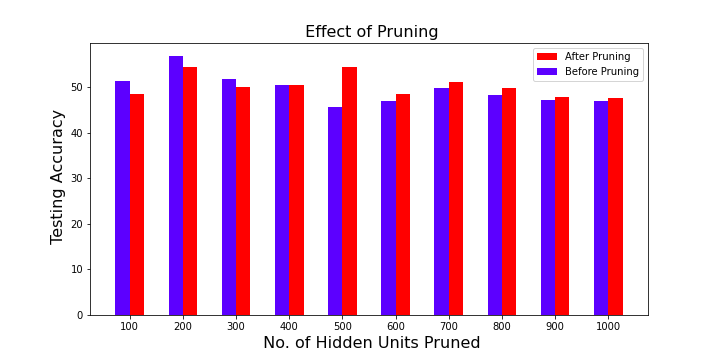 Effect of Pruning
After Pruning
Before Pruning
Testing Accuracy
50
40
30
20
10
0
100 200 300 400 500 600 700 800 900 1000
No. of Hidden Units Pruned